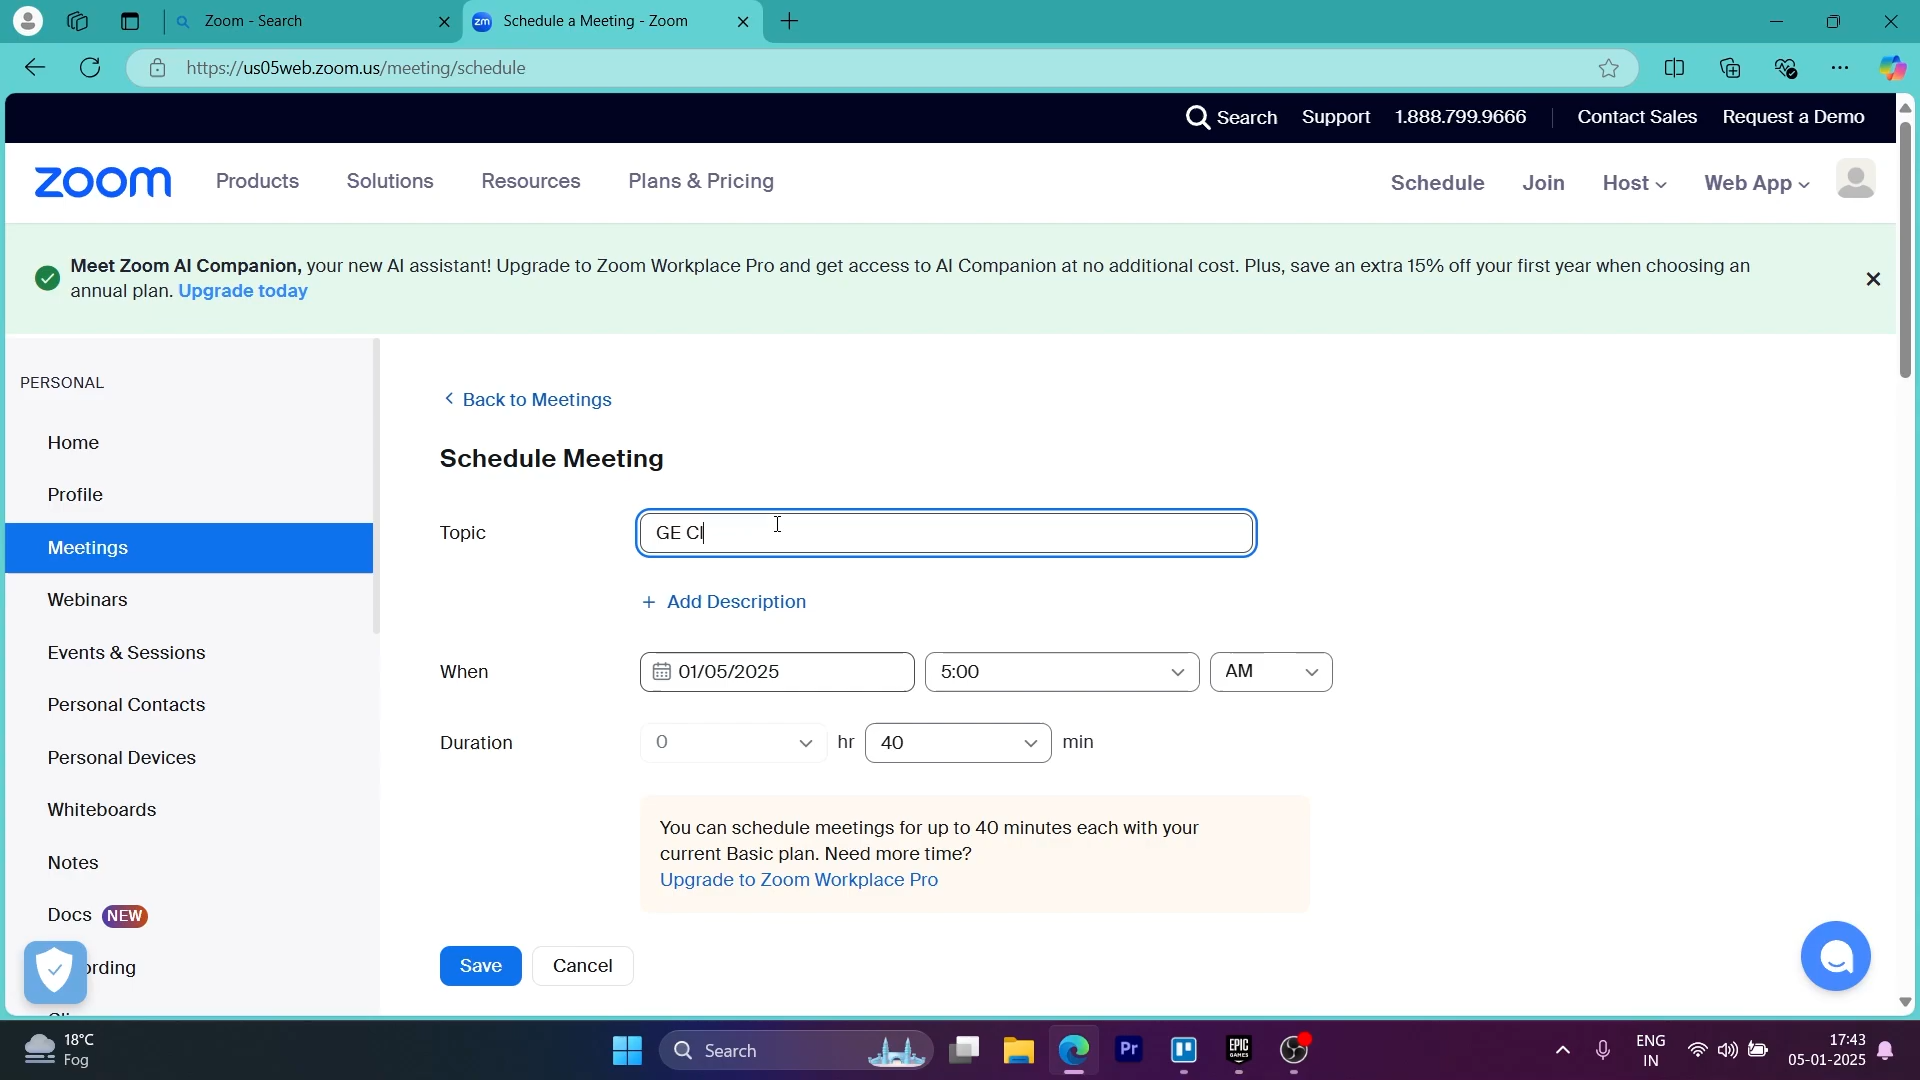 Zoom - Search
zm
Schedule a Meeting - Zoom
https://us05web.zoom.us/meeting/schedule
Search
Support
1.888.799.9666
Contact Sales
Request a Demo
zoom
Products
Solutions
Resources
Plans & Pricing
Schedule
Join
Host
Web App
Meet Zoom AI Companion, your new AI assistant! Upgrade to Zoom Workplace Pro and get access to AI Companion at no additional cost. Plus, save an extra 15% off your first year when choosing an
annual plan. Upgrade today
PERSONAL
Home
Profile
Meetings
Webinars
Events & Sessions
Personal Contacts
Personal Devices
Whiteboards
Notes
Docs NEW
ording
Back to Meetings
Schedule Meeting
Topic
GE Cl
+ Add Description
When
01/05/2025
5:00
AM
Duration
0
hr
40
min
You can schedule meetings for up to 40 minutes each with your
current Basic plan. Need more time?
Upgrade to Zoom Workplace Pro
Save
Cancel
18°C
Fog
Search
Pr
EPIC
GAMES
ENG
IN
17:43
05-01-2025